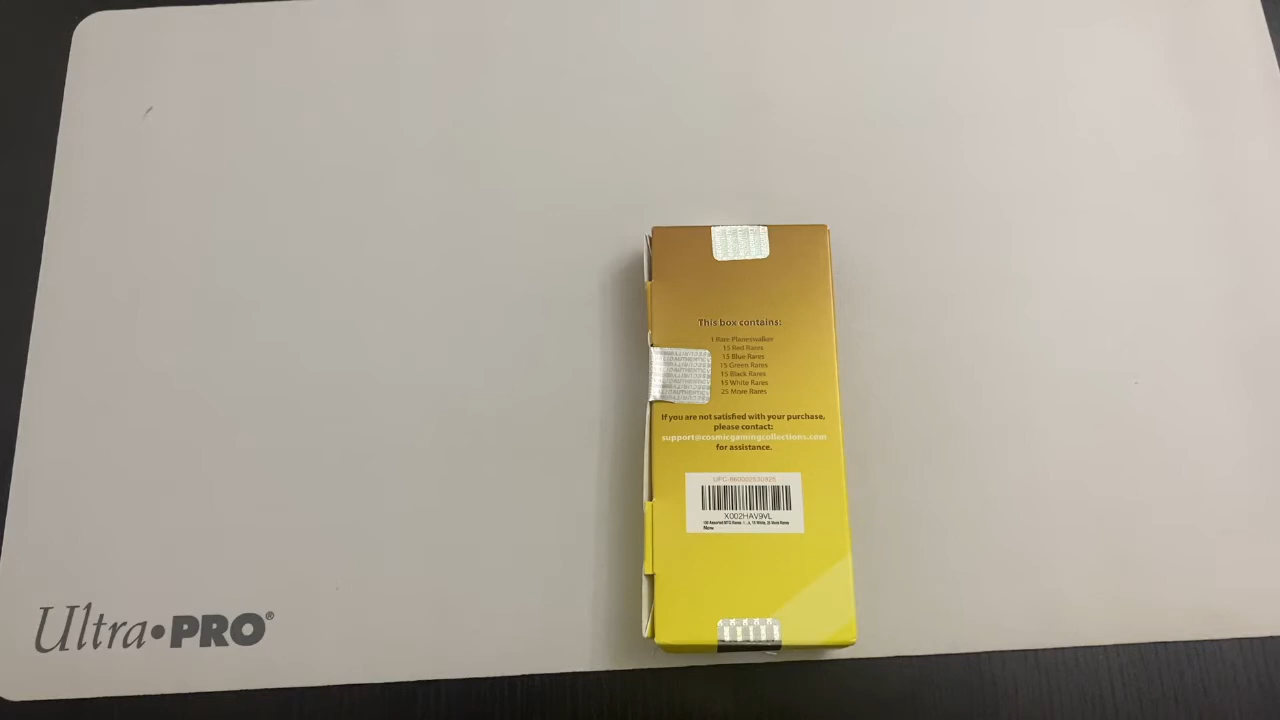 This box contains:
1 Rare Planeswalker
15 Red Rares
15 Blue Rares
15 Green Rares
15 Black Rares
15 White Rares
25 More Rares
If you are not satisfied with your purchase,
please contact:
support@cosmicgamingcollections.com
for assistance.
X002HAV9VL
New
Ultra•PRO®